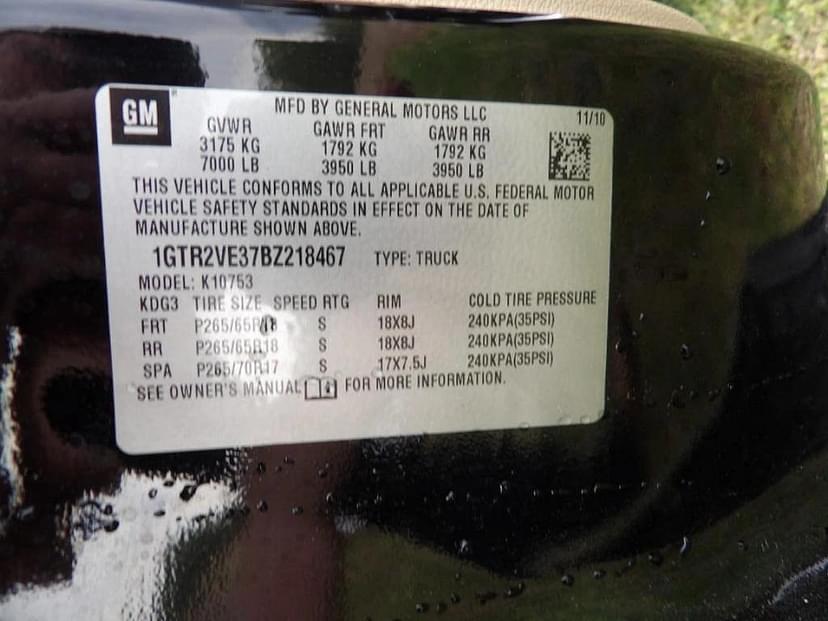 GM
MFD BY GENERAL MOTORS LLC 11/10
GVWR GAWR FRT GAWR RR
3175 KG 1792 KG 1792 KG
7000 LB 3950 LB 3950 LB
THIS VEHICLE CONFORMS TO ALL APPLICABLE U.S. FEDERAL MOTOR
VEHICLE SAFETY STANDARDS IN EFFECT ON THE DATE OF
MANUFACTURE SHOWN ABOVE.
1GTR2VE37BZ218467 TYPE: TRUCK
MODEL: K10753
KDG3 TIRE SIZE SPEED RTG RIM COLD TIRE PRESSURE
FRT P265/65R18 S 18X8J 240KPA(35PSI)
RR P265/65R18 S 18X8J 240KPA(35PSI)
SPA P265/70R17 S 17X7.5J 240KPA(35PSI)
SEE OWNER'S MANUAL FOR MORE INFORMATION.